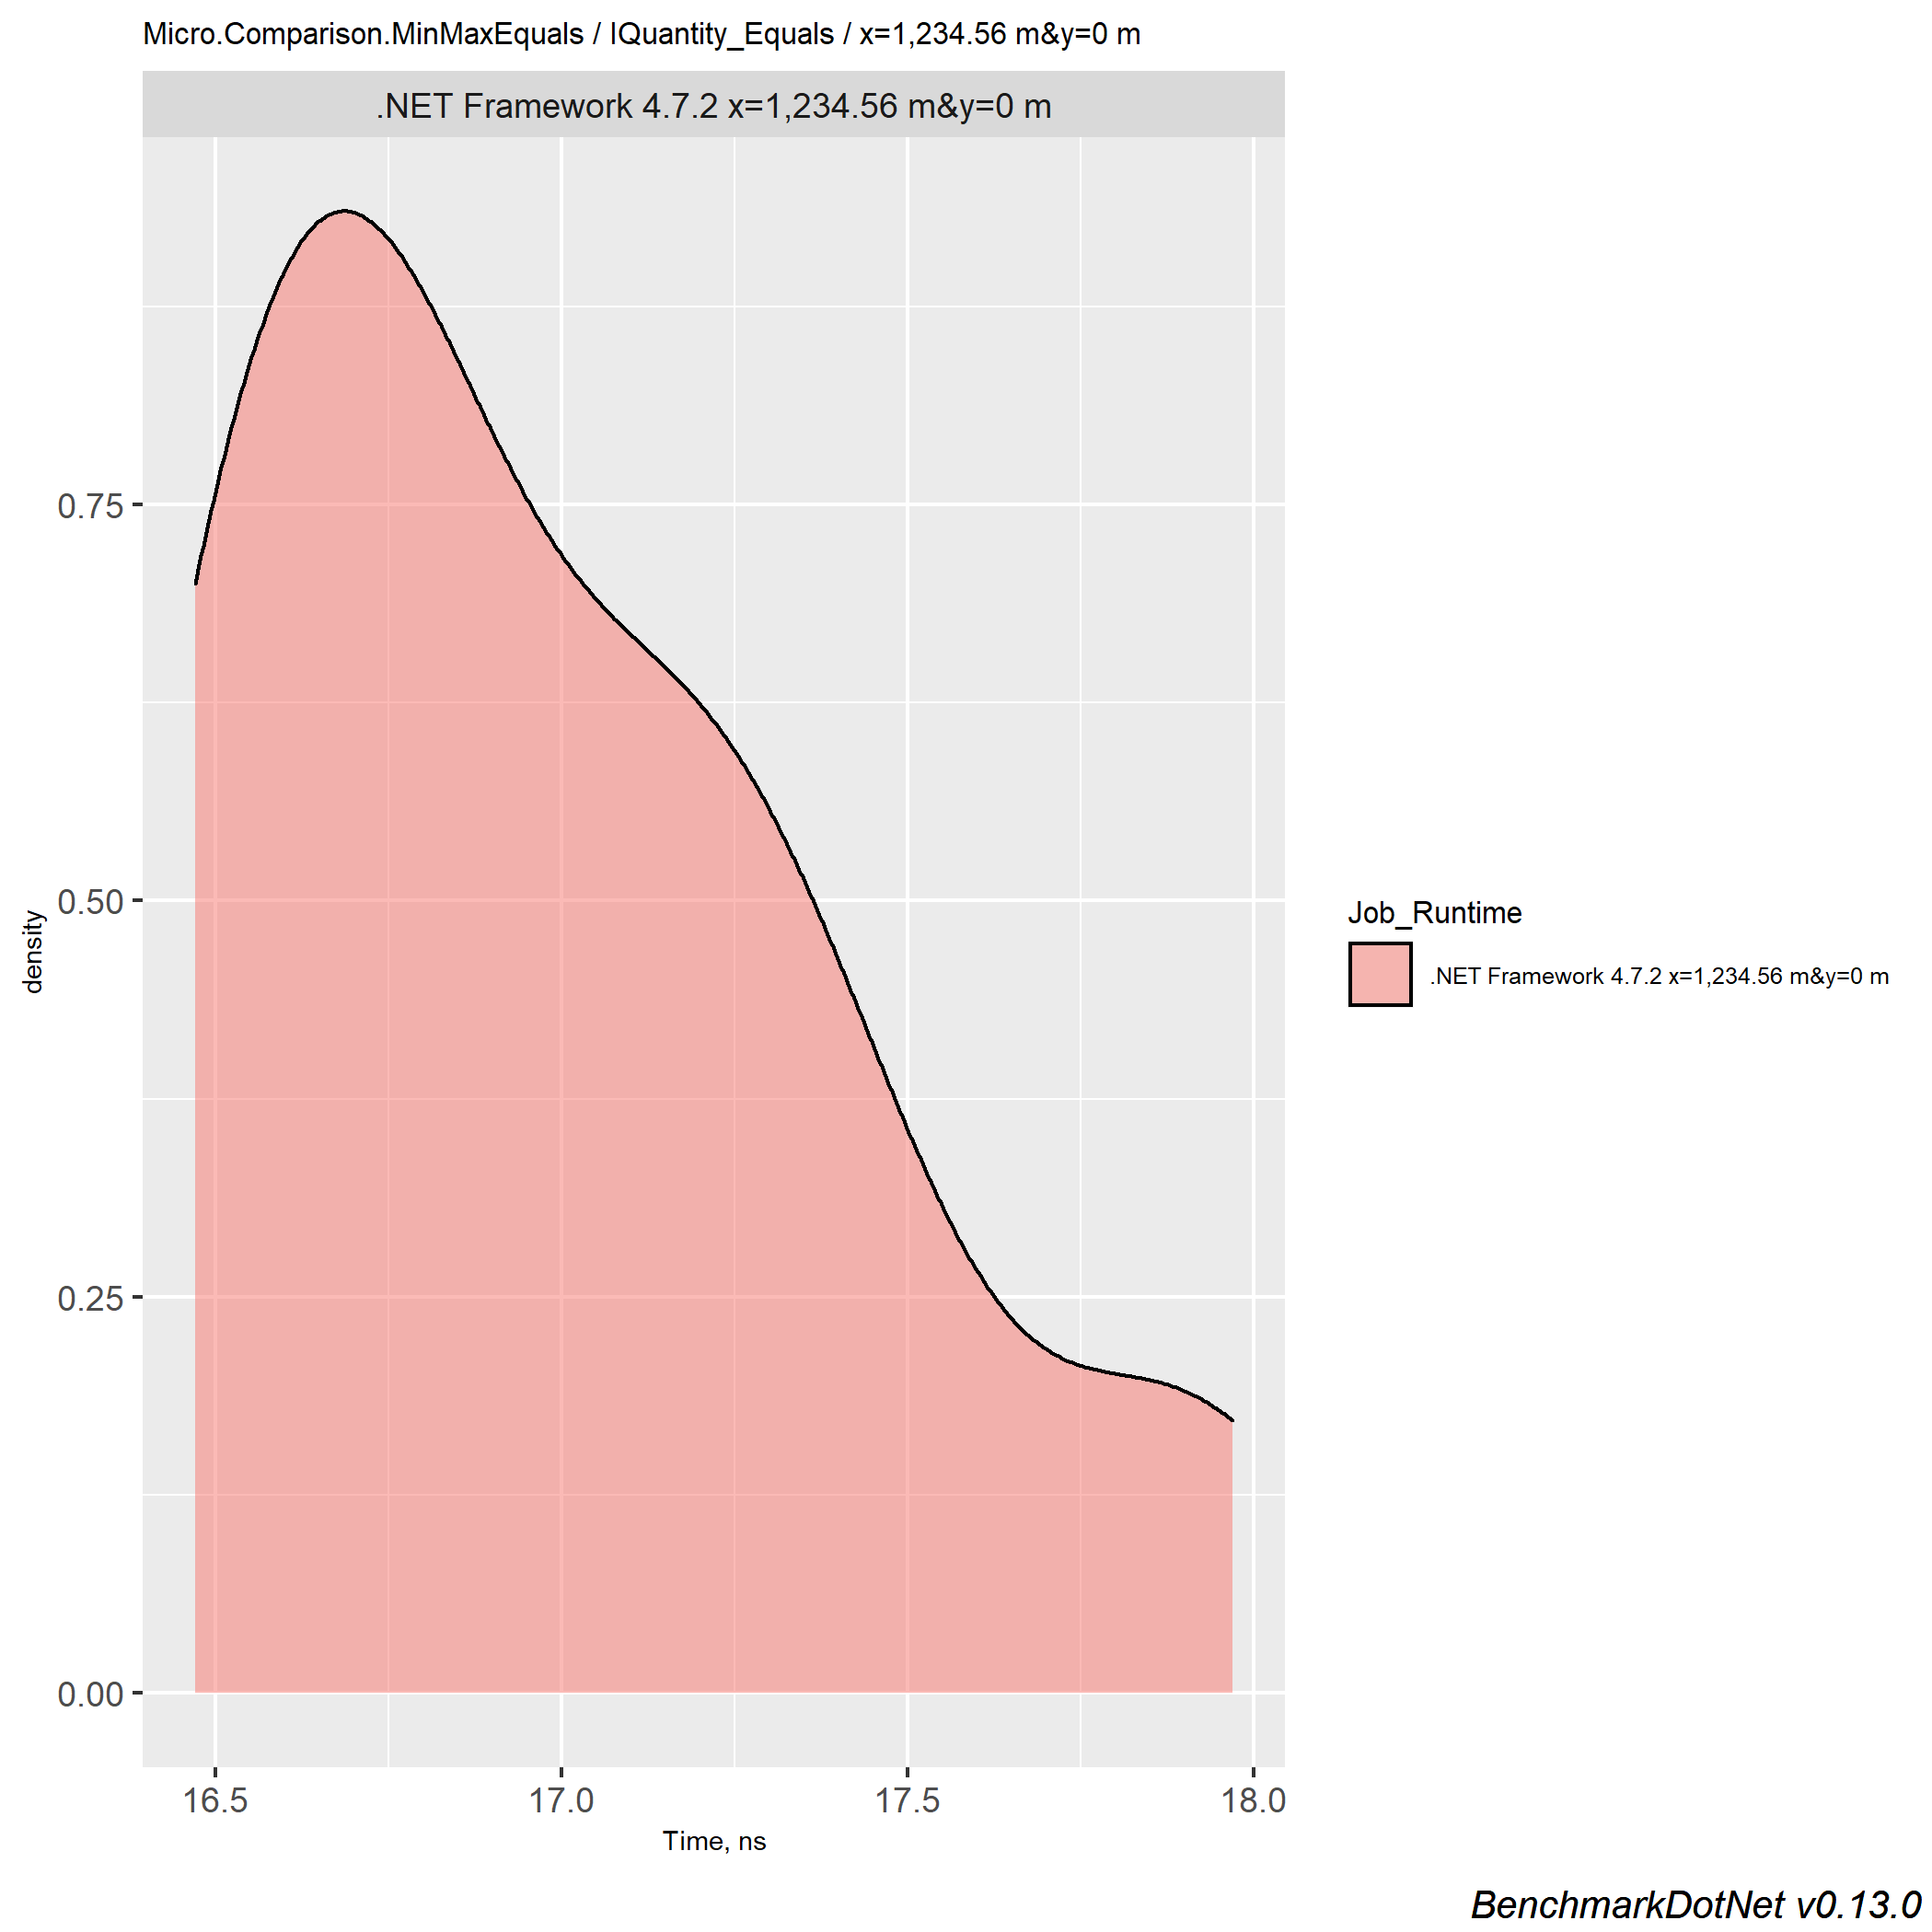 Micro.Comparison.MinMaxEquals / IQuantity_Equals / x=1,234.56 m&y=0 m
.NET Framework 4.7.2 x=1,234.56 m&y=0 m
0.75
0.50
0.25
0.00
density
16.5 17.0 17.5 18.0
Time, ns
Job_Runtime
.NET Framework 4.7.2 x=1,234.56 m&y=0 m
BenchmarkDotNet v0.13.0